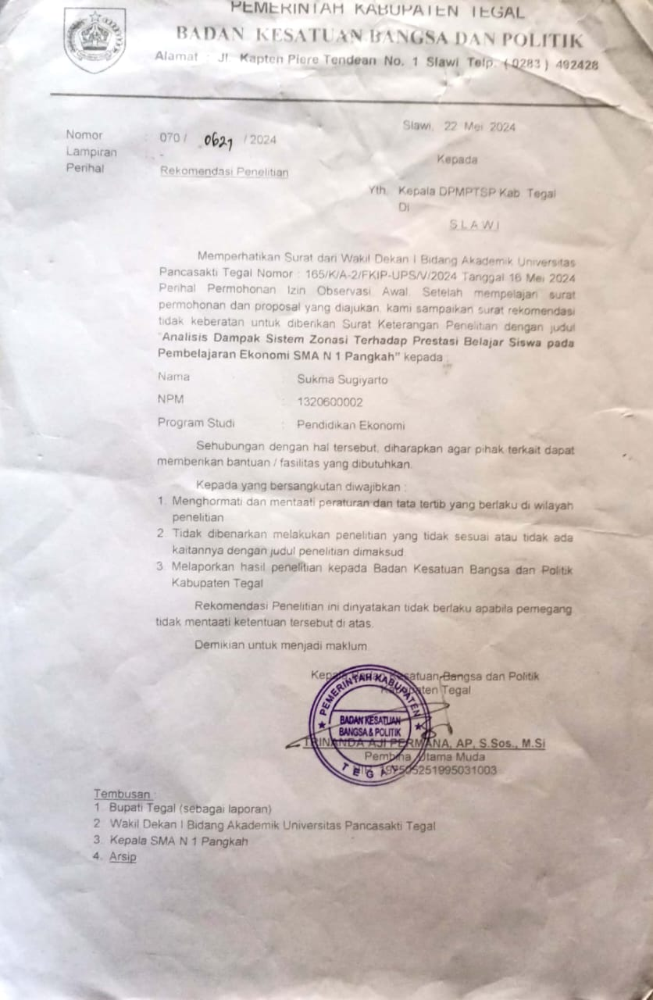 PEMERINTAH KABUPATEN TEGAL
BADAN KESATUAN BANGSA DAN POLITIK
Alamat : Jl. Kapten Piere Tendean No. 1 Slawi Telp. ( 0283 ) 492428
Slawi, 22 Mei 2024
Nomor : 070 / 0621 / 2024
Lampiran : -
Perihal : Rekomendasi Penelitian
Kepada
Yth. Kepala DPMPTSP Kab. Tegal
Di
S L A W I
Memperhatikan Surat dari Wakil Dekan I Bidang Akademik Universitas
Pancasakti Tegal Nomor : 165/K/A-2/FKIP-UPS/V/2024 Tanggal 16 Mei 2024
Perihal Permohonan Izin Observasi Awal. Setelah mempelajari surat
permohonan dan proposal yang diajukan, kami sampaikan surat rekomendasi
tidak keberatan untuk diberikan Surat Keterangan Penelitian dengan judul
"Analisis Dampak Sistem Zonasi Terhadap Prestasi Belajar Siswa pada
Pembelajaran Ekonomi SMA N 1 Pangkah" kepada :
Nama : Sukma Sugiyarto
NPM : 1320600002
Program Studi : Pendidikan Ekonomi
Sehubungan dengan hal tersebut, diharapkan agar pihak terkait dapat
memberikan bantuan / fasilitas yang dibutuhkan.
Kepada yang bersangkutan diwajibkan :
1. Menghormati dan mentaati peraturan dan tata tertib yang berlaku di wilayah
penelitian
2. Tidak dibenarkan melakukan penelitian yang tidak sesuai atau tidak ada
kaitannya dengan judul penelitian dimaksud.
3. Melaporkan hasil penelitian kepada Badan Kesatuan Bangsa dan Politik
Kabupaten Tegal
Rekomendasi Penelitian ini dinyatakan tidak berlaku apabila pemegang
tidak mentaati ketentuan tersebut di atas.
Demikian untuk menjadi maklum.
Kepala Badan Kesatuan Bangsa dan Politik
Kabupaten Tegal
PEMERINTAH KABUPATEN
BADAN KESATUAN
BANGSA & POLITIK
TEGAL
TRINANDA AJI PERMANA, AP, S.Sos., M.Si
Pembina Utama Muda
197505251995031003
Tembusan :
1. Bupati Tegal (sebagai laporan)
2. Wakil Dekan I Bidang Akademik Universitas Pancasakti Tegal
3. Kepala SMA N 1 Pangkah
4. Arsip